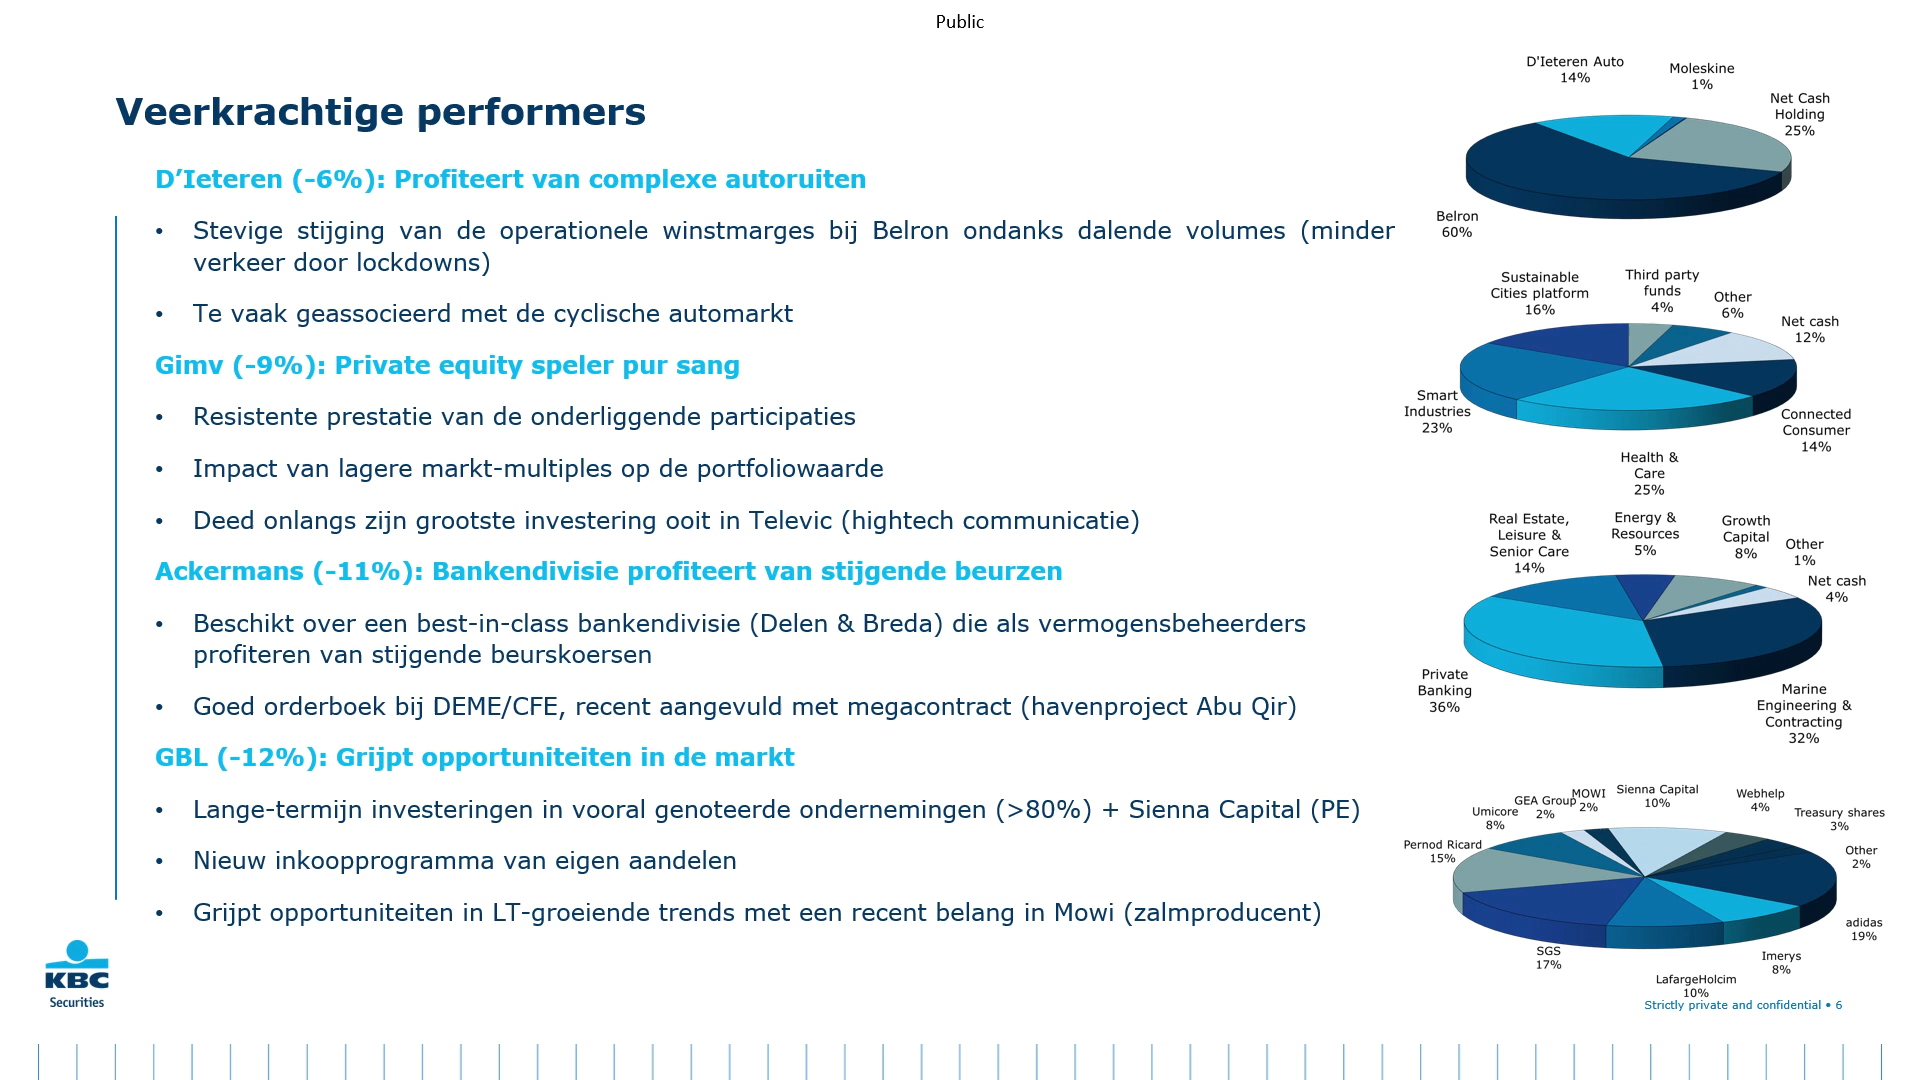 Public
Veerkrachtige performers
D’Ieteren (-6%): Profiteert van complexe autoruiten
• Stevige stijging van de operationele winstmarges bij Belron ondanks dalende volumes (minder
verkeer door lockdowns)
• Te vaak geassocieerd met de cyclische automarkt
Gimv (-9%): Private equity speler pur sang
• Resistente prestatie van de onderliggende participaties
• Impact van lagere markt-multiples op de portfoliowaarde
• Deed onlangs zijn grootste investering ooit in Televic (hightech communicatie)
Ackermans (-11%): Bankendivisie profiteert van stijgende beurzen
• Beschikt over een best-in-class bankendivisie (Delen & Breda) die als vermogensbeheerders
profiteren van stijgende beurskoersen
• Goed orderboek bij DEME/CFE, recent aangevuld met megacontract (havenproject Abu Qir)
GBL (-12%): Grijpt opportuniteiten in de markt
• Lange-termijn investeringen in vooral genoteerde ondernemingen (>80%) + Sienna Capital (PE)
• Nieuw inkoopprogramma van eigen aandelen
• Grijpt opportuniteiten in LT-groeiende trends met een recent belang in Mowi (zalmproducent)
D'Ieteren Auto
14%
Moleskine
1%
Net Cash
Holding
25%
Belron
60%
Sustainable
Cities platform
16%
Third party
funds
4%
Other
6%
Net cash
12%
Smart
Industries
23%
Connected
Consumer
14%
Health &
Care
25%
Real Estate,
Leisure &
Senior Care
14%
Energy &
Resources
5%
Growth
Capital
8%
Other
1%
Net cash
4%
Private
Banking
36%
Marine
Engineering &
Contracting
32%
Pernod Ricard
15%
Umicore
8%
GEA Group
2%
MOWI
2%
Sienna Capital
10%
Webhelp
4%
Treasury shares
3%
Other
2%
adidas
19%
Imerys
8%
LafargeHolcim
10%
SGS
17%
KBC
Securities
Strictly private and confidential • 6